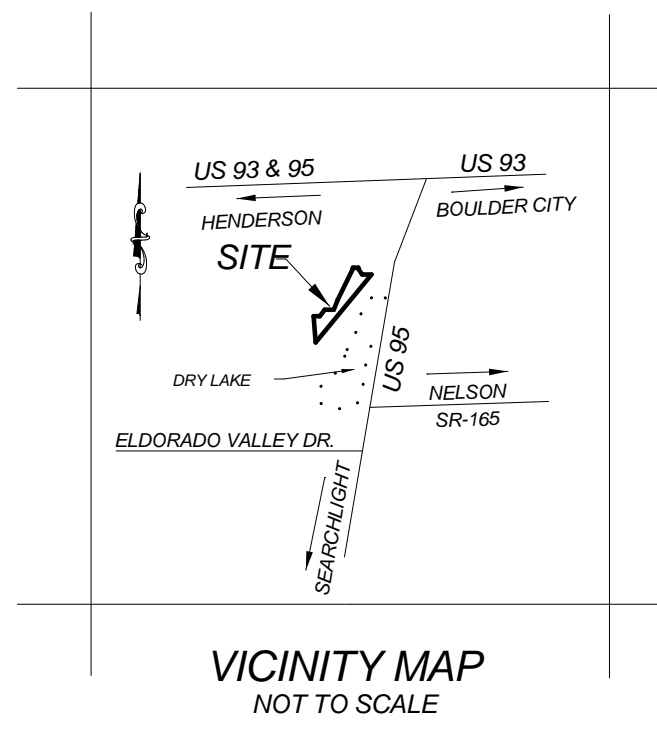 US 93 & 95
US 93
HENDERSON
BOULDER CITY
SITE
US 95
DRY LAKE
NELSON
SR-165
ELDORADO VALLEY DR.
SEARCHLIGHT
VICINITY MAP
NOT TO SCALE